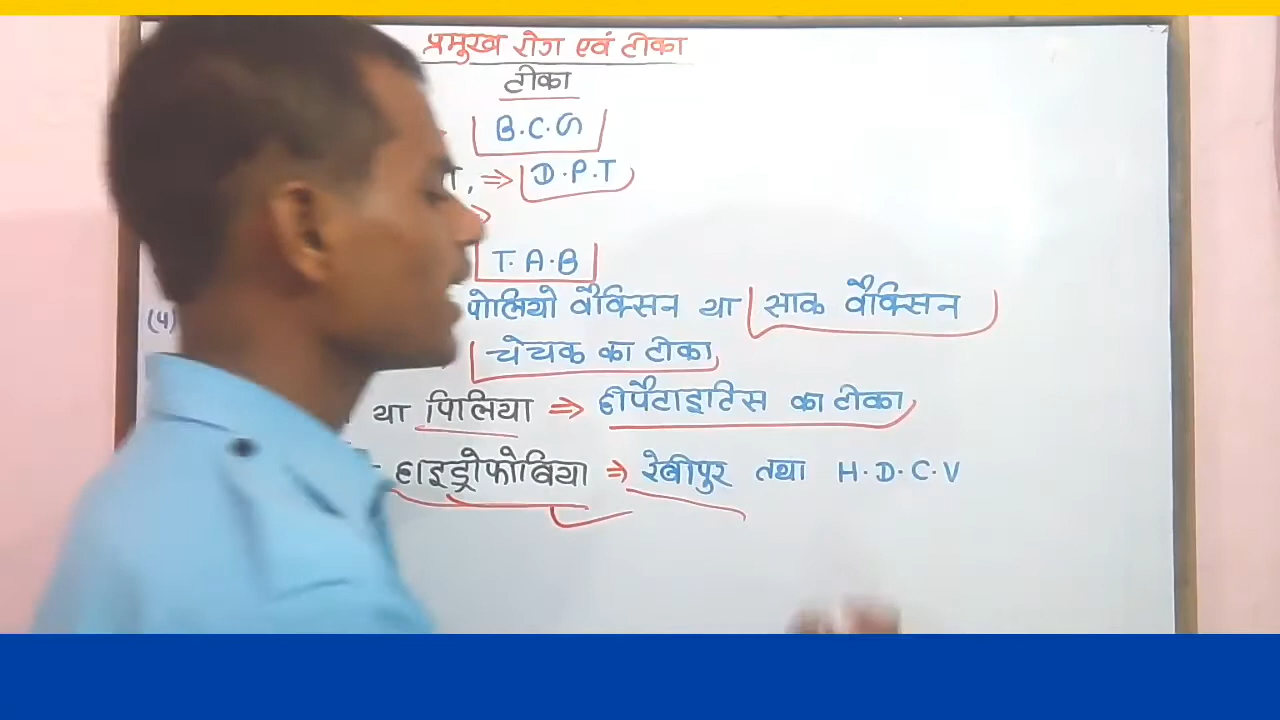 प्रमुख रोग एवं टीका
टीका
B.C.G
T, ⇒ D.P.T
T.A.B
(4) पोलियो वैक्सिन या साक वैक्सिन
चेचक का टीका
या पिलिया ⇒ हीपैटाइटिस का टीका
हाइड्रोफोबिया ⇒ रेबीपुर तथा H.D.C.V